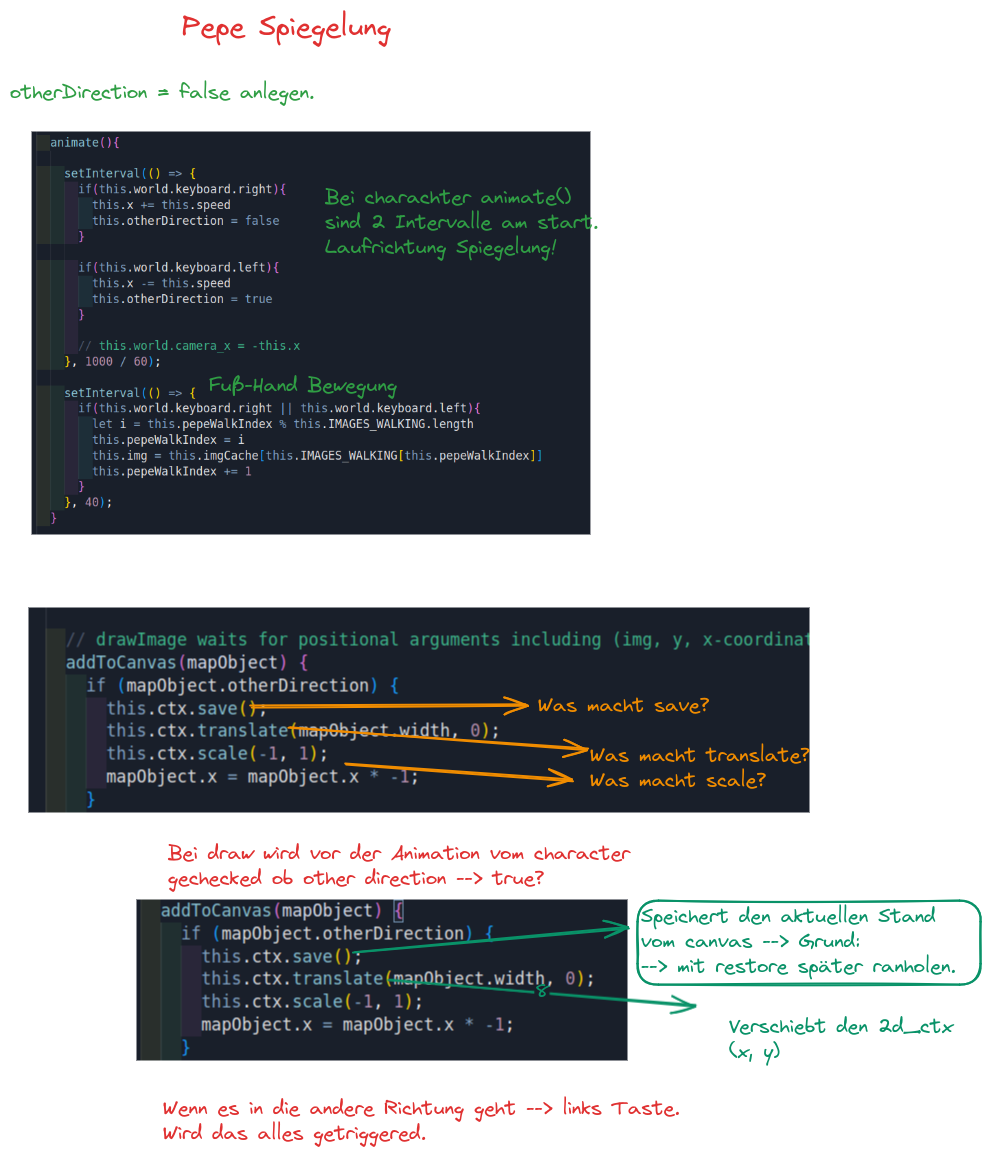 Pepe Spiegelung
otherDirection = false anlegen.
animate(){
setInterval(() => {
if(this.world.keyboard.right){
this.x += this.speed
this.otherDirection = false
}
if(this.world.keyboard.left){
this.x -= this.speed
this.otherDirection = true
}
// this.world.camera_x = -this.x
}, 1000 / 60);
Bei charachter animate()
sind 2 Intervalle am start.
Laufrichtung Spiegelung!
setInterval(() => {
Fuß-Hand Bewegung
if(this.world.keyboard.right || this.world.keyboard.left){
let i = this.pepeWalkIndex % this.IMAGES_WALKING.length
this.pepeWalkIndex = i
this.img = this.imgCache[this.IMAGES_WALKING[this.pepeWalkIndex]]
this.pepeWalkIndex += 1
}
}, 40);
}
// drawImage waits for positional arguments including (img, y, x-coordinat
addToCanvas(mapObject) {
if (mapObject.otherDirection) {
this.ctx.save();
this.ctx.translate(mapObject.width, 0);
this.ctx.scale(-1, 1);
mapObject.x = mapObject.x * -1;
}
Was macht save?
Was macht translate?
Was macht scale?
Bei draw wird vor der Animation vom character
gechecked ob other direction --> true?
addToCanvas(mapObject) {
if (mapObject.otherDirection) {
this.ctx.save();
this.ctx.translate(mapObject.width, 0);
this.ctx.scale(-1, 1);
mapObject.x = mapObject.x * -1;
}
8
Speichert den aktuellen Stand
vom canvas --> Grund:
--> mit restore später ranholen.
Verschiebt den 2d_ctx
(x, y)
Wenn es in die andere Richtung geht --> links Taste.
Wird das alles getriggered.